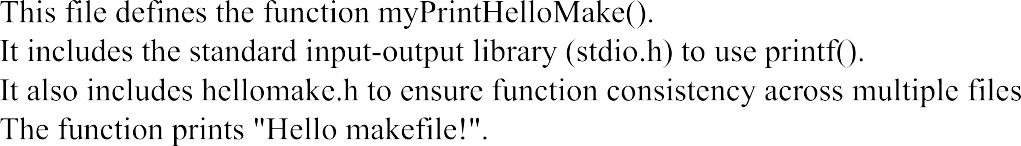 This file defines the function myPrintHelloMake().
It includes the standard input-output library (stdio.h) to use printf().
It also includes hellomake.h to ensure function consistency across multiple files
The function prints "Hello makefile!".